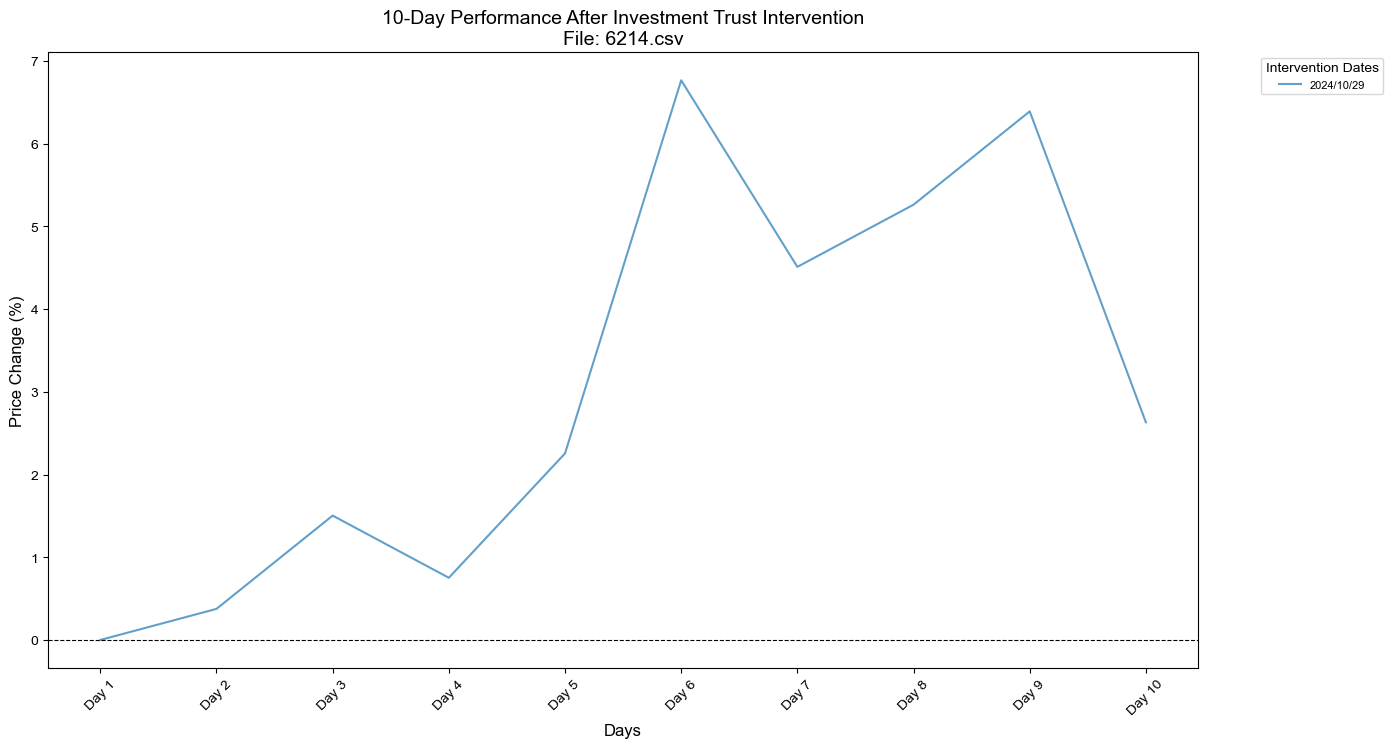 10-Day Performance After Investment Trust Intervention
File: 6214.csv
Intervention Dates
2024/10/29
Price Change (%)
7
6
5
4
3
2
1
0
Day 1
Day 2
Day 3
Day 4
Day 5
Day 6
Day 7
Day 8
Day 9
Day 10
Days